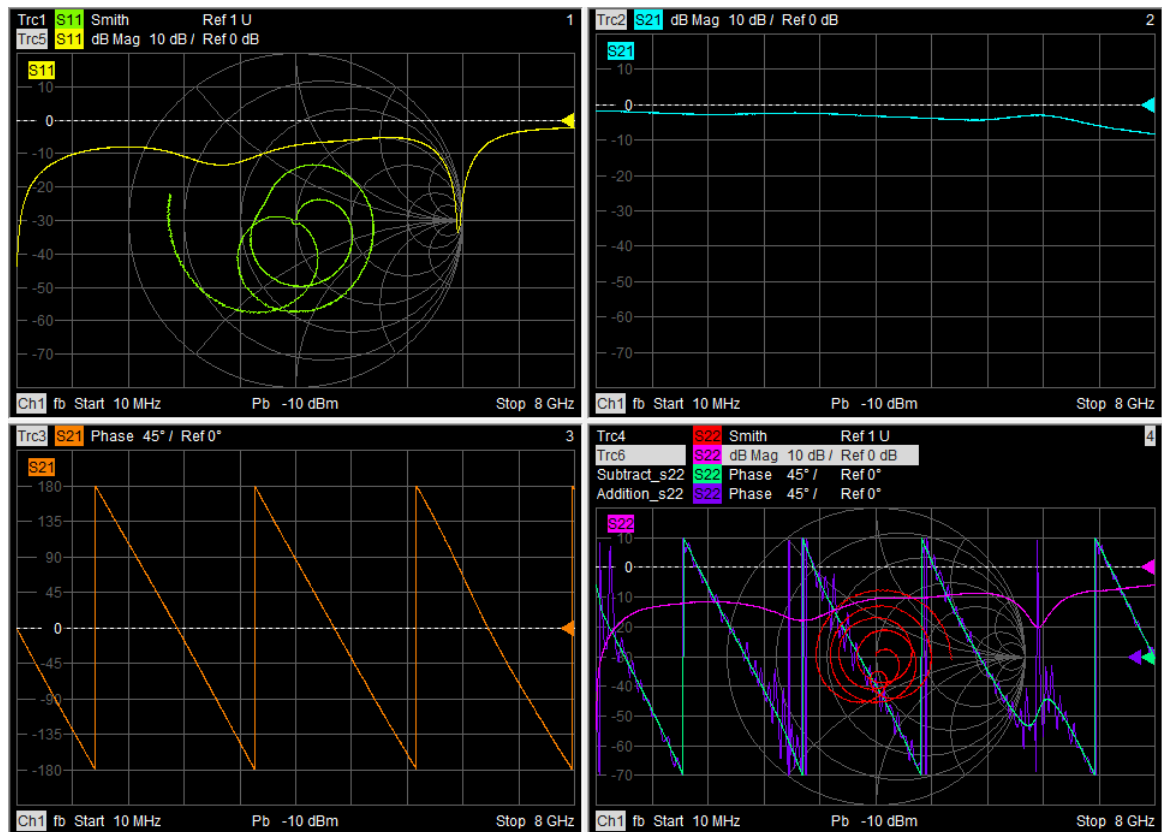 Trc1 S11 Smith Ref 1 U 1
Trc5 S11 dB Mag 10 dB / Ref 0 dB
S11
10
0
-10
-20
-30
-40
-50
-60
-70
Ch1 fb Start 10 MHz Pb -10 dBm Stop 8 GHz
Trc2 S21 dB Mag 10 dB / Ref 0 dB 2
S21
10
0
-10
-20
-30
-40
-50
-60
-70
Ch1 fb Start 10 MHz Pb -10 dBm Stop 8 GHz
Trc3 S21 Phase 45° / Ref 0° 3
S21
180
135
90
45
0
-45
-90
-135
-180
Ch1 fb Start 10 MHz Pb -10 dBm Stop 8 GHz
Trc4 S22 Smith Ref 1 U 4
Trc6 S22 dB Mag 10 dB / Ref 0 dB
Subtract_s22 S22 Phase 45° / Ref 0°
Addition_s22 S22 Phase 45° / Ref 0°
S22
10
0
-10
-20
-30
-40
-50
-60
-70
Ch1 fb Start 10 MHz Pb -10 dBm Stop 8 GHz